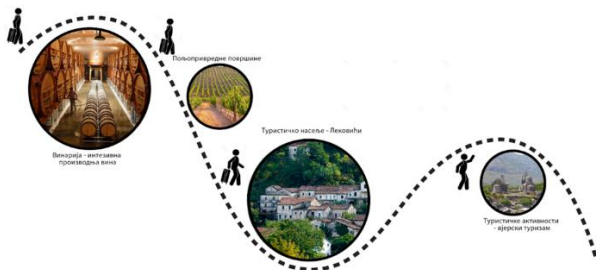 Пољопривредне површине
Винарија - интезивна
производња вина
Туристичко насеље - Лековићи
Туристичке активности
- вјерски туризам